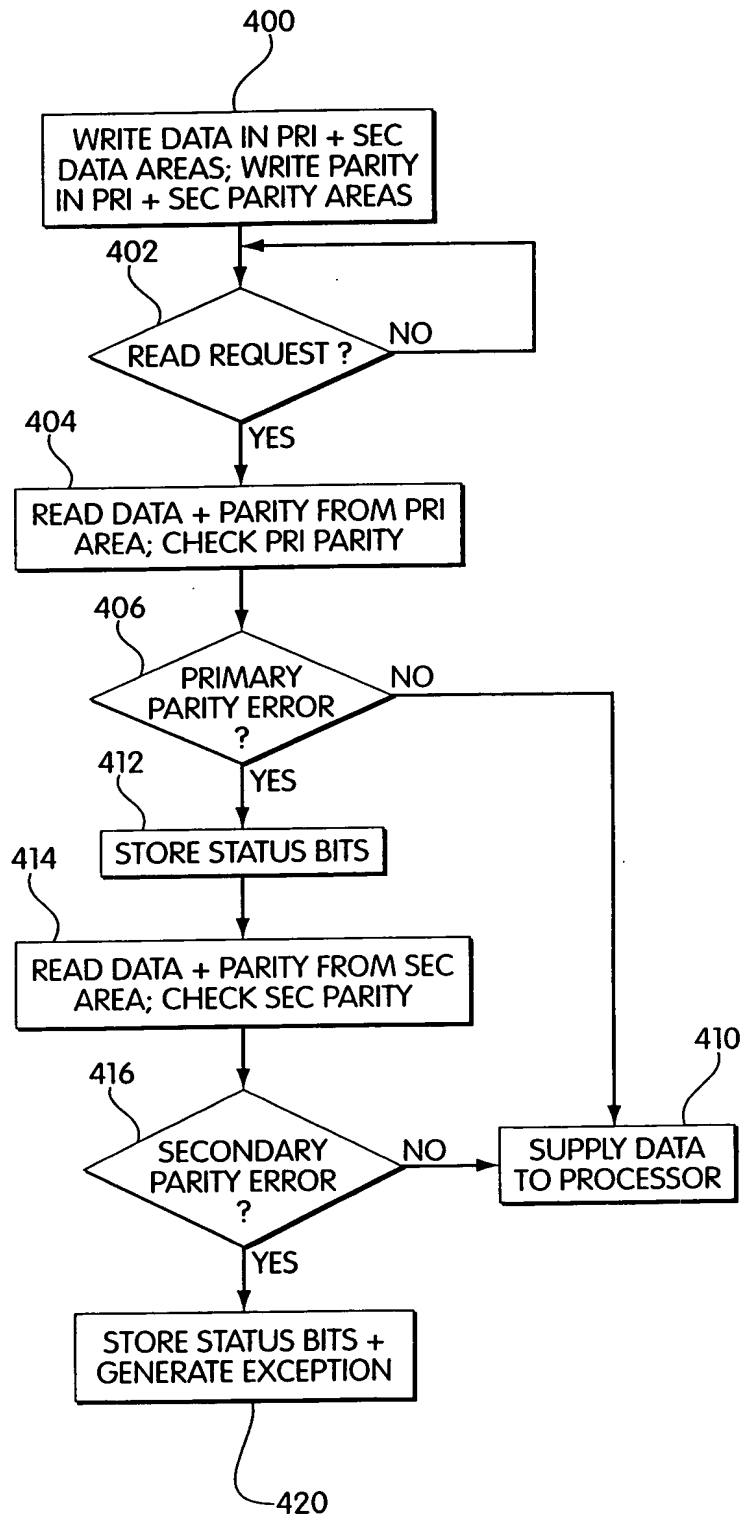 400
WRITE DATA IN PRI + SEC
DATA AREAS; WRITE PARITY
IN PRI + SEC PARITY AREAS
402
READ REQUEST ?
NO
YES
404
READ DATA + PARITY FROM PRI
AREA; CHECK PRI PARITY
406
PRIMARY
PARITY ERROR
?
NO
YES
412
STORE STATUS BITS
414
READ DATA + PARITY FROM SEC
AREA; CHECK SEC PARITY
416
SECONDARY
PARITY ERROR
?
NO
YES
410
SUPPLY DATA
TO PROCESSOR
STORE STATUS BITS +
GENERATE EXCEPTION
420